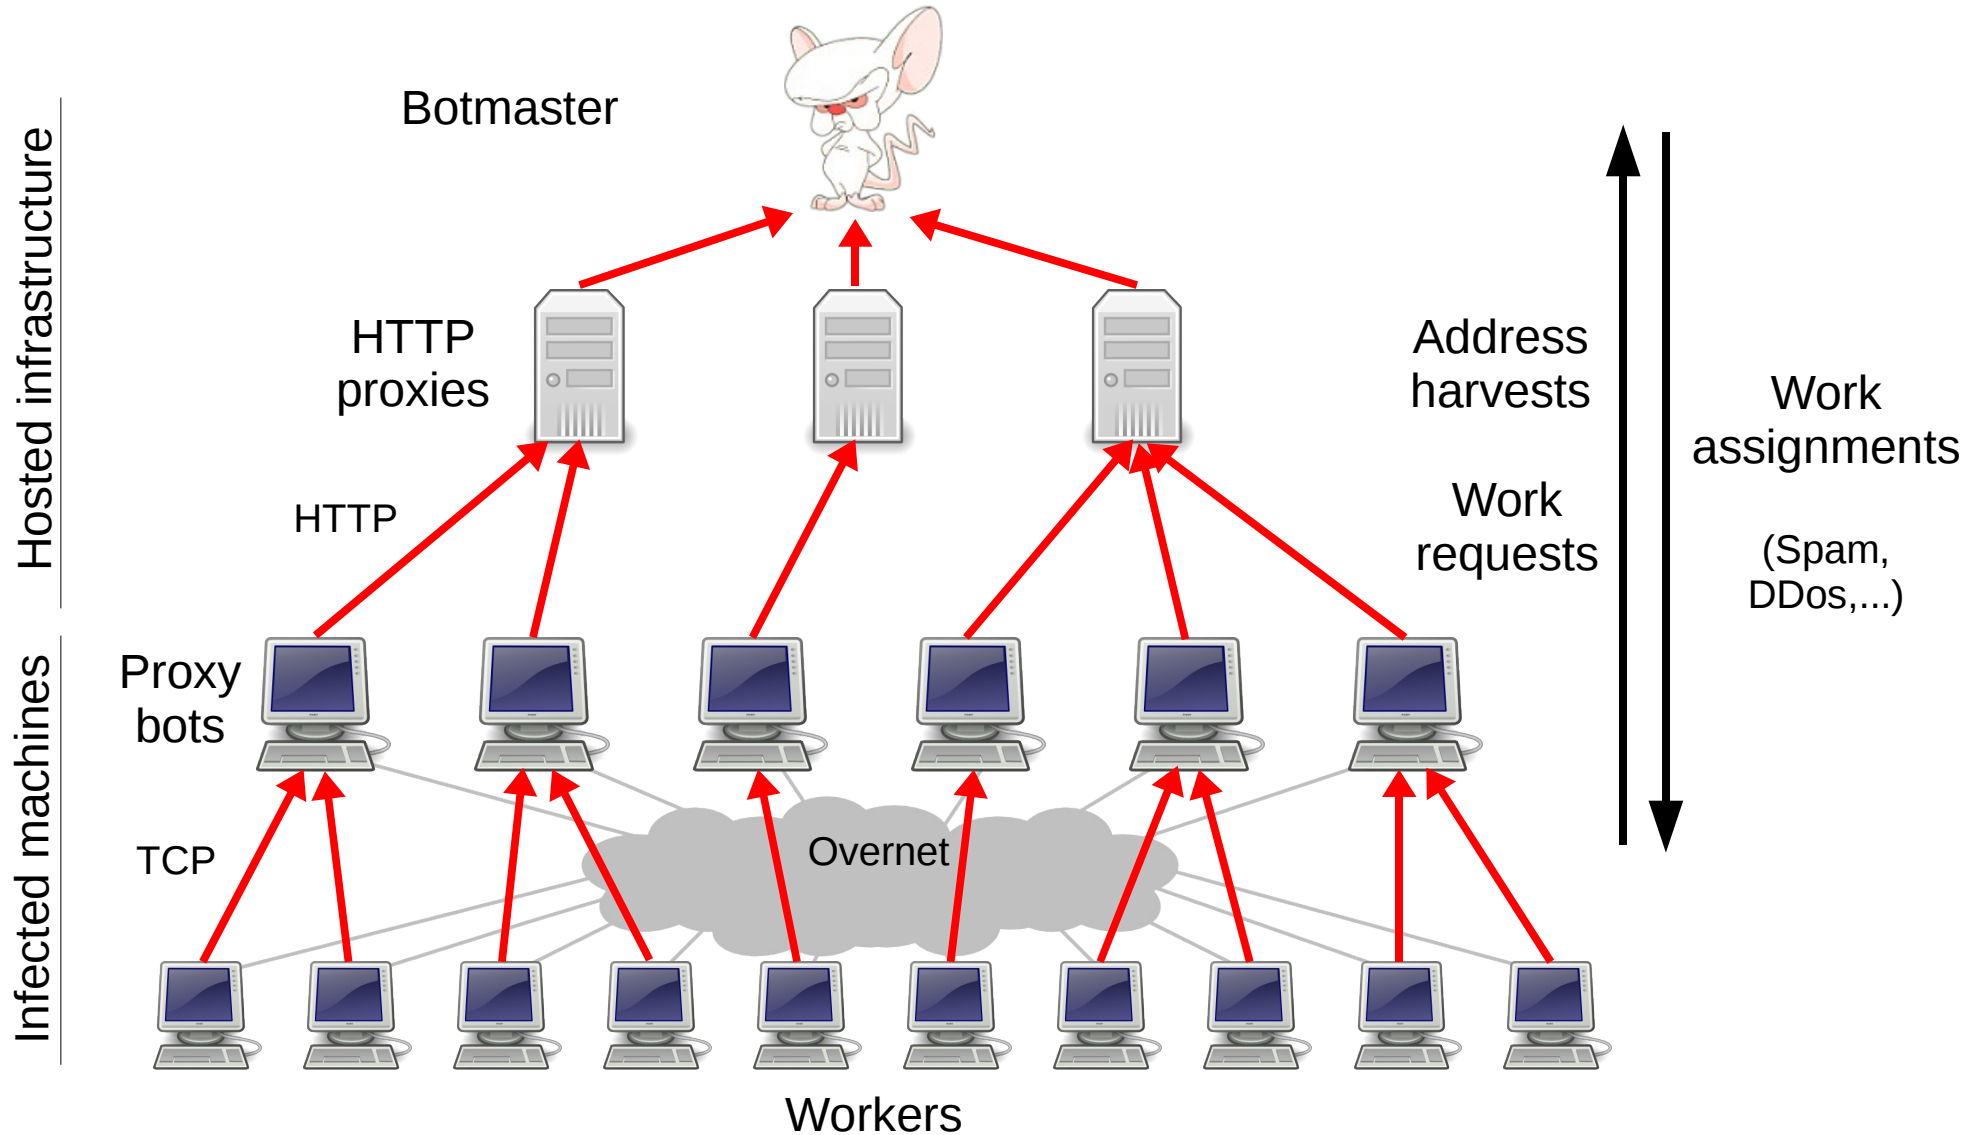 Botmaster
Hosted infrastructure
HTTP
proxies
Address
harvests
Work
assignments
HTTP
Work
requests
(Spam,
DDos,...)
Infected machines
Proxy
bots
TCP
Overnet
Workers